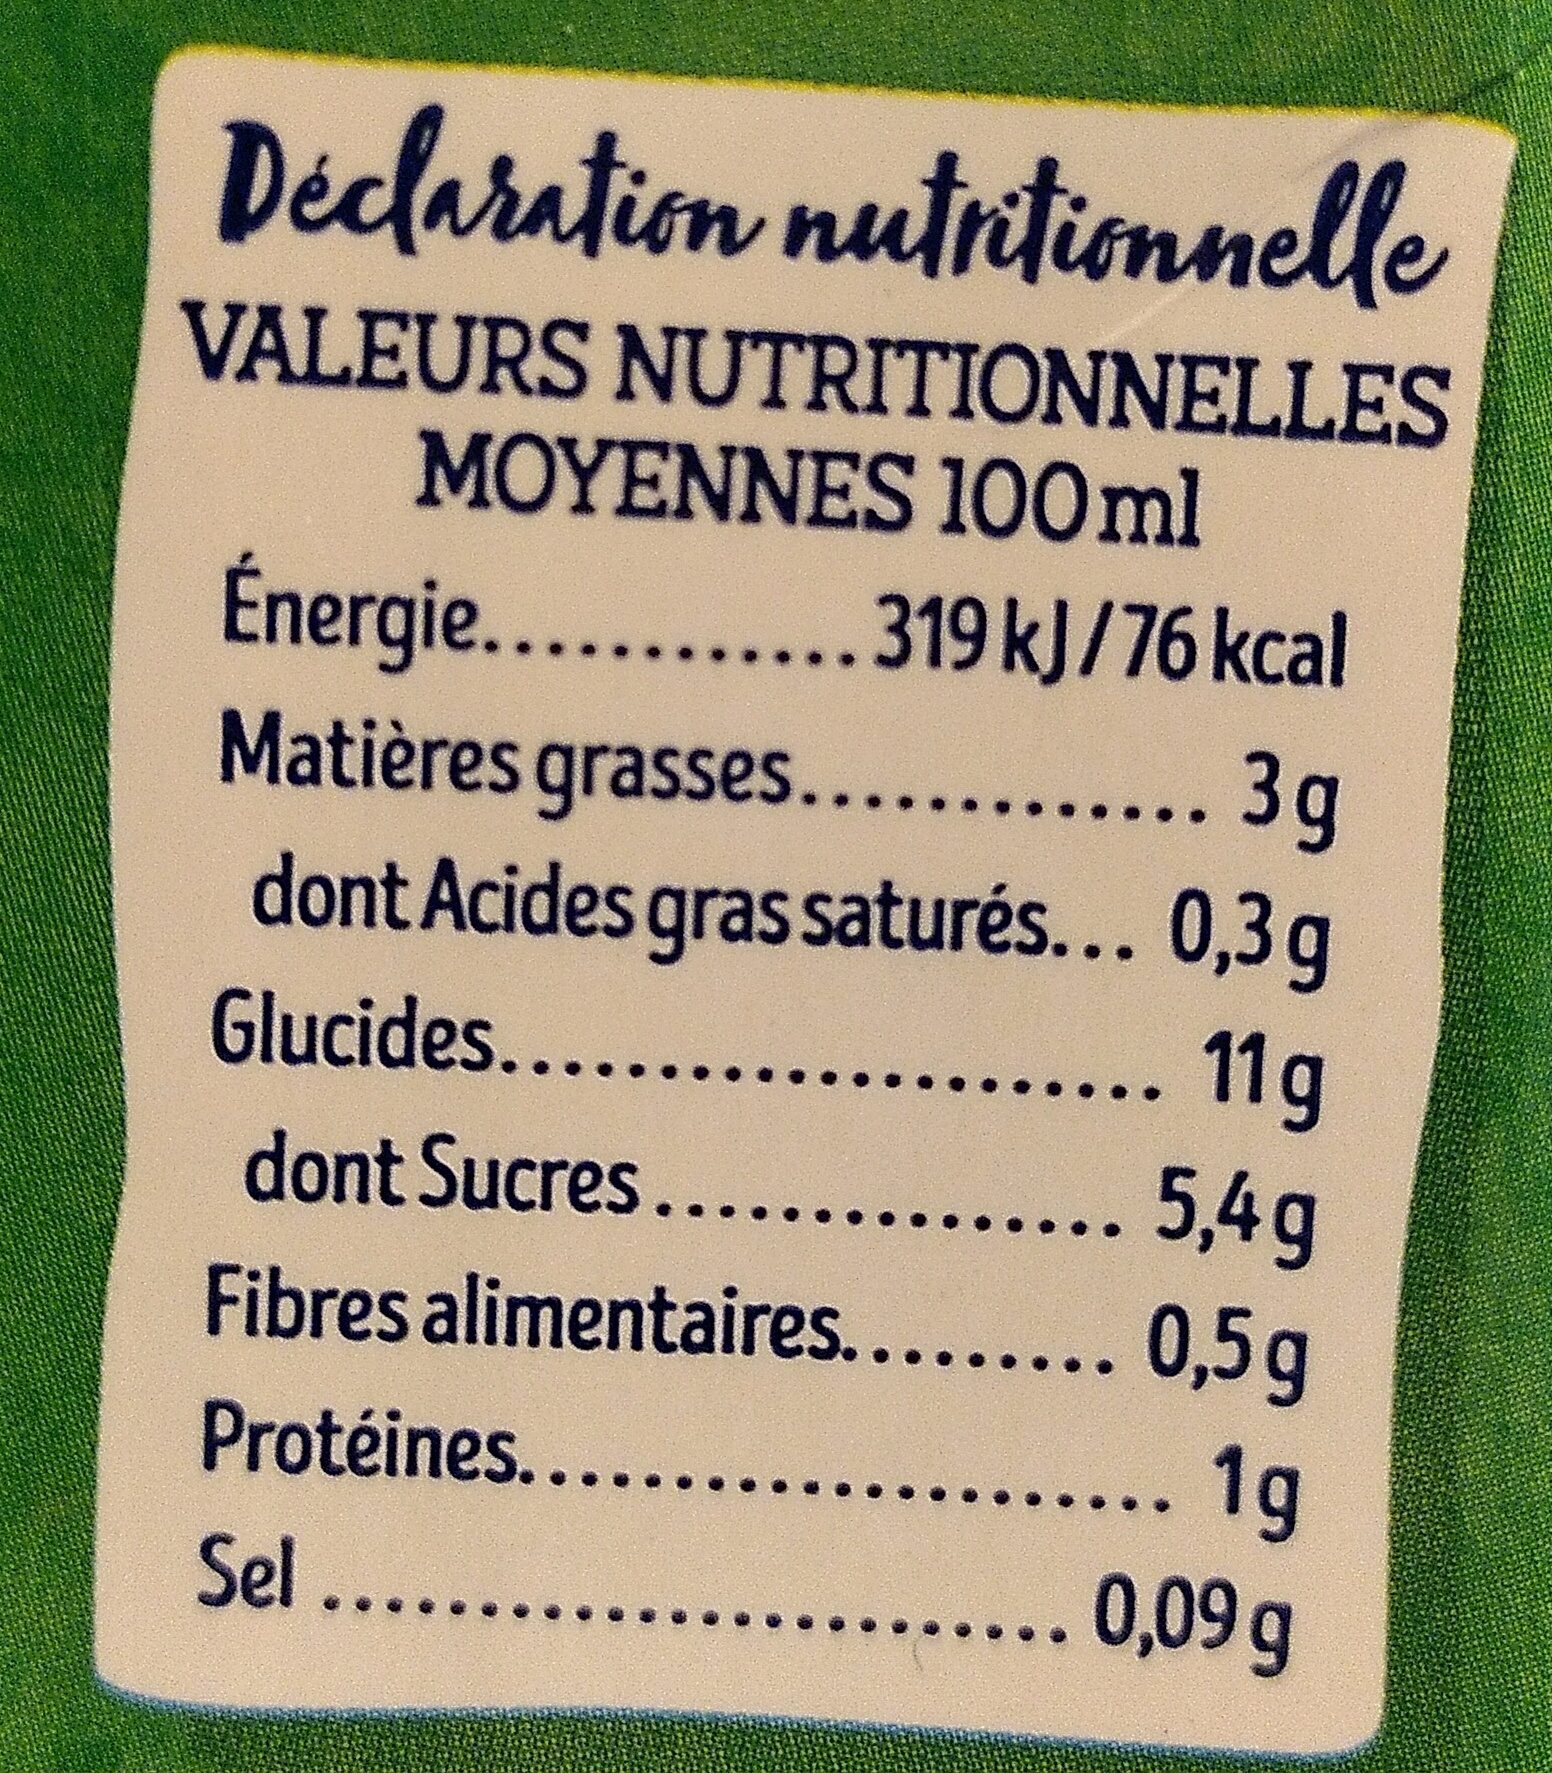 Déclaration nutritionnelle
VALEURS NUTRITIONNELLES
MOYENNES 100 ml
Énergie............. 319 kJ / 76 kcal
Matières grasses.............. 3 g
dont Acides gras saturés... 0,3 g
Glucides...................... 11 g
dont Sucres ............... 5,4 g
Fibres alimentaires.......... 0,5 g
Protéines...................... 1 g
Sel ........................ 0,09 g